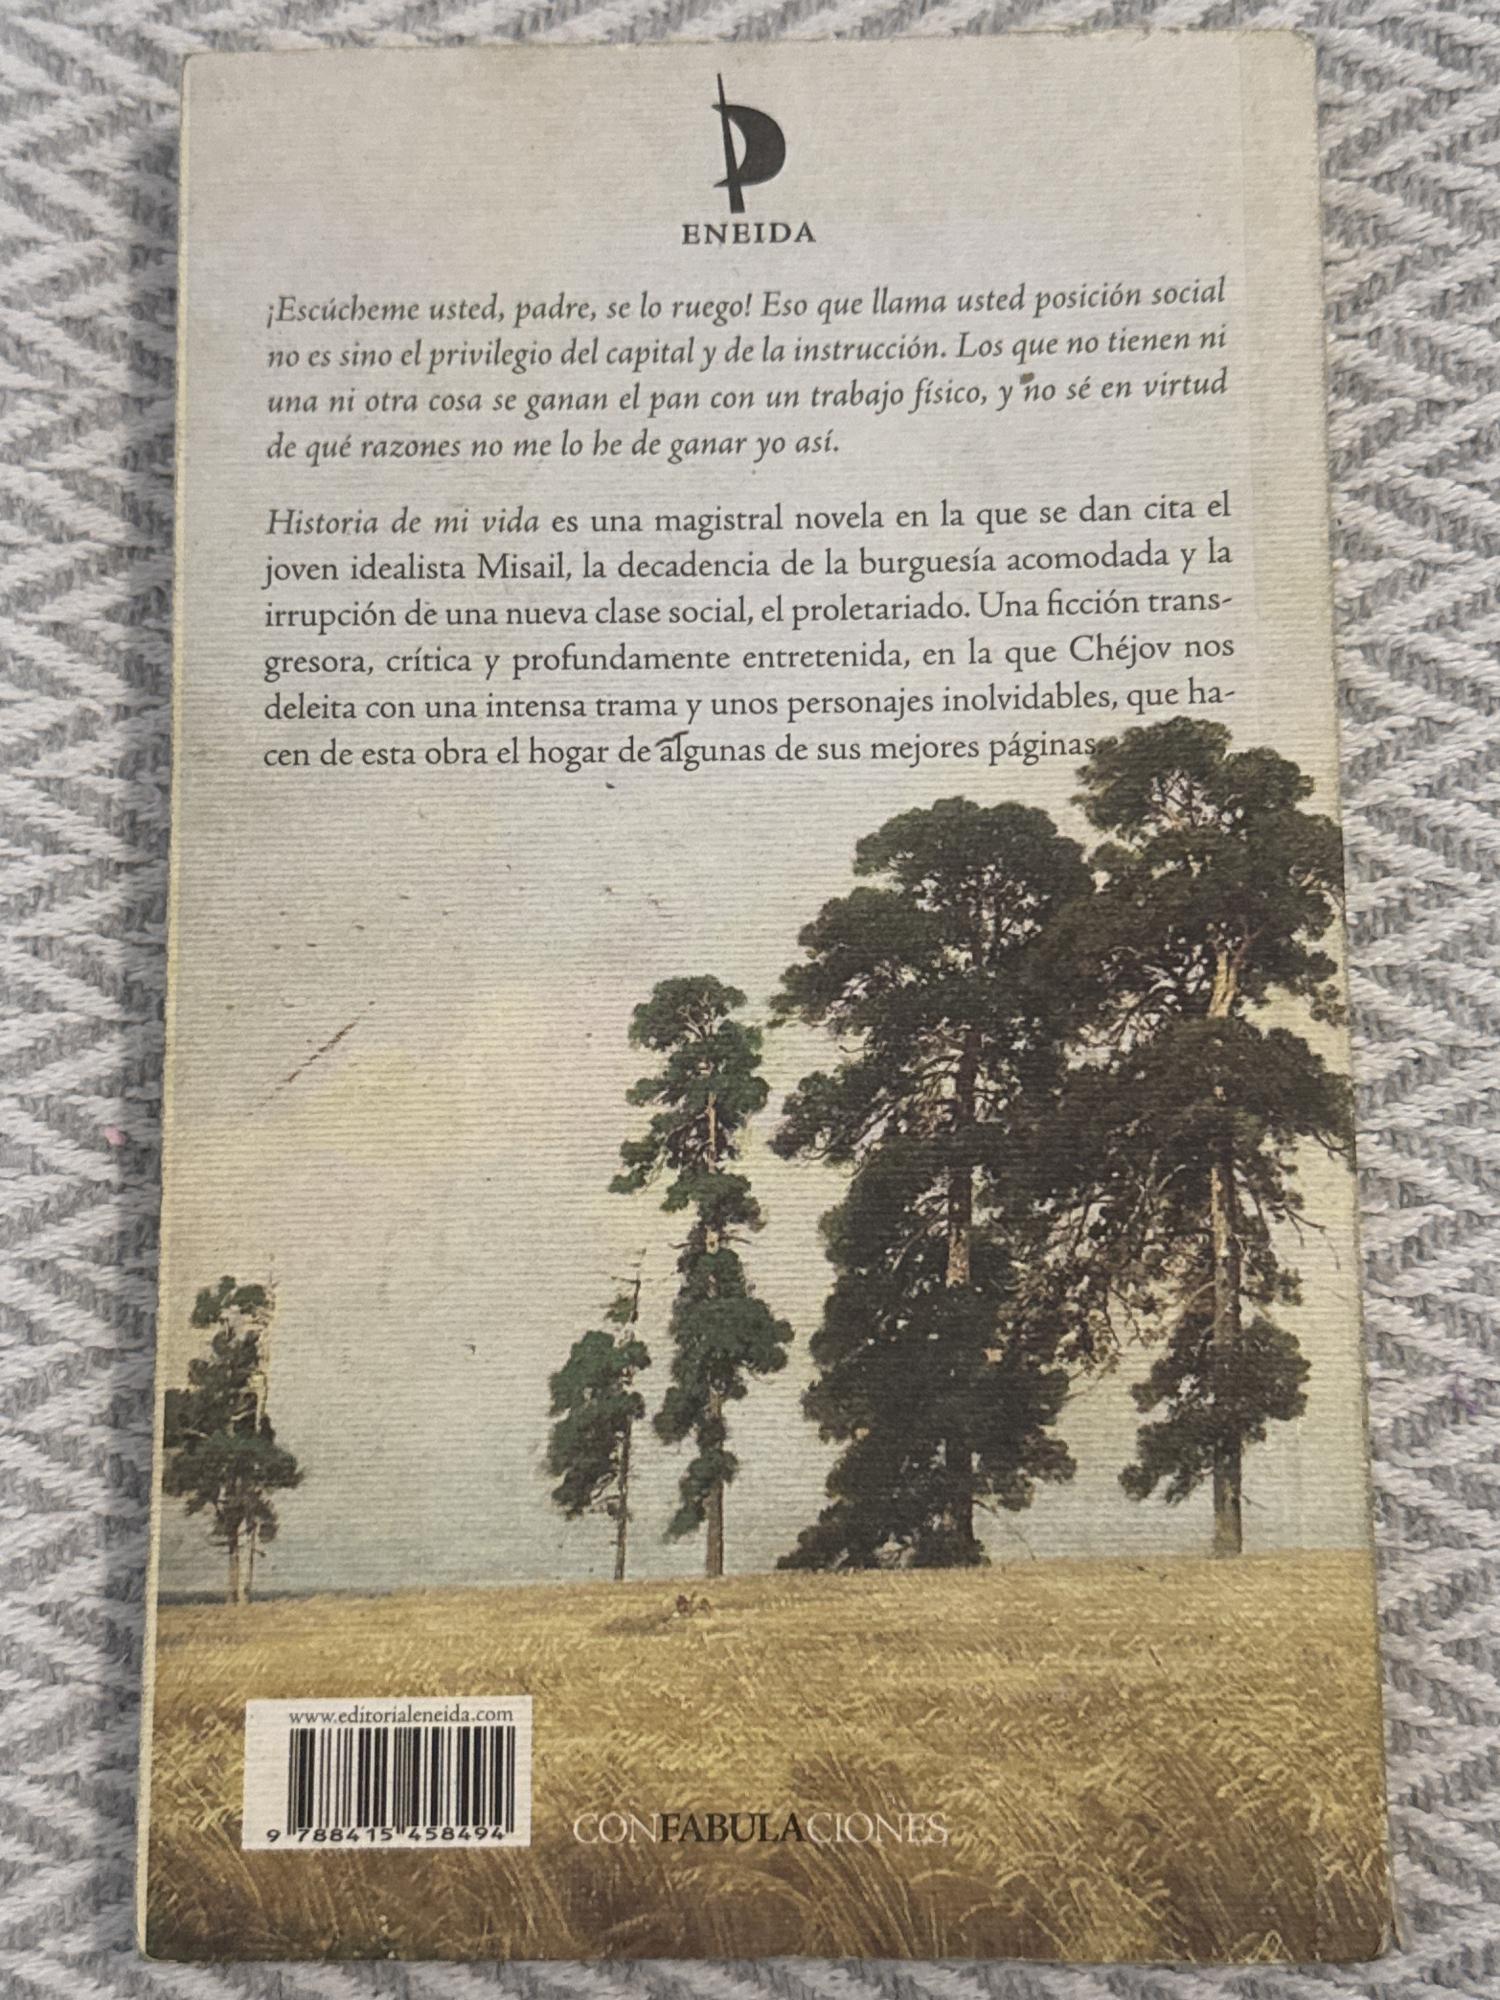 ENEIDA
¡Escúcheme usted, padre, se lo ruego! Eso que llama usted posición social
no es sino el privilegio del capital y de la instrucción. Los que no tienen ni
una ni otra cosa se ganan el pan con un trabajo físico, y no sé en virtud
de qué razones no me lo he de ganar yo así.
Historia de mi vida es una magistral novela en la que se dan cita el
joven idealista Misail, la decadencia de la burguesía acomodada y la
irrupción de una nueva clase social, el proletariado. Una ficción trans-
gresora, crítica y profundamente entretenida, en la que Chéjov nos
deleita con una intensa trama y unos personajes inolvidables, que ha-
cen de esta obra el hogar de algunas de sus mejores páginas.
www.editorialeneida.com
9 788415 458494
CONFABULACIONES